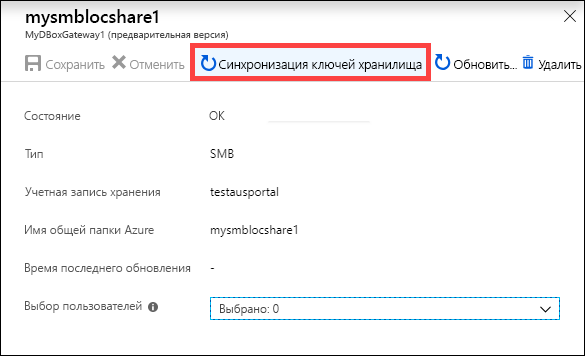 mysmblocshare1
MyDBoxGateway1 (предварительная версия)
Сохранить Отменить Синхронизация ключей хранилища Обновить... Удалить
Состояние OK
Тип SMB
Учетная запись хранения testausportal
Имя общей папки Azure mysmblocshare1
Время последнего обновления -
Выбор пользователей Выбрано: 0